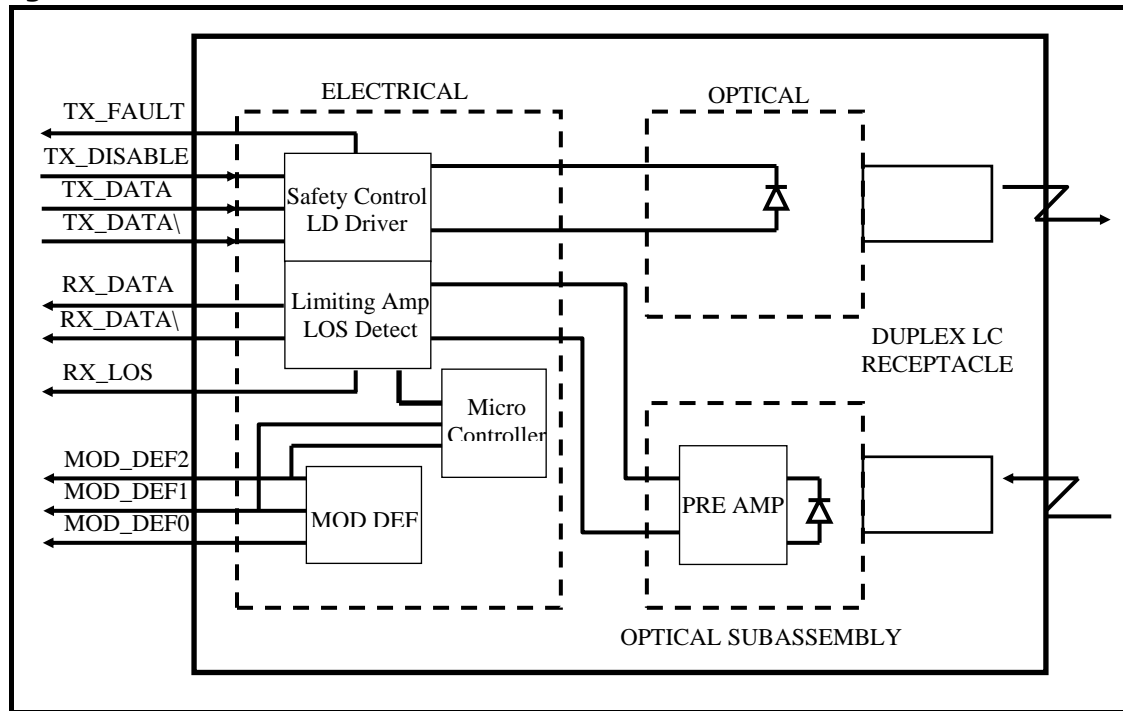 ELECTRICAL
OPTICAL
TX_FAULT
TX_DISABLE
TX_DATA
TX_DATA\
Safety Control
LD Driver
RX_DATA
RX_DATA\
RX_LOS
Limiting Amp
LOS Detect
DUPLEX LC
RECEPTACLE
Micro
Controller
MOD_DEF2
MOD_DEF1
MOD_DEF0
MOD DEF
PRE AMP
OPTICAL SUBASSEMBLY